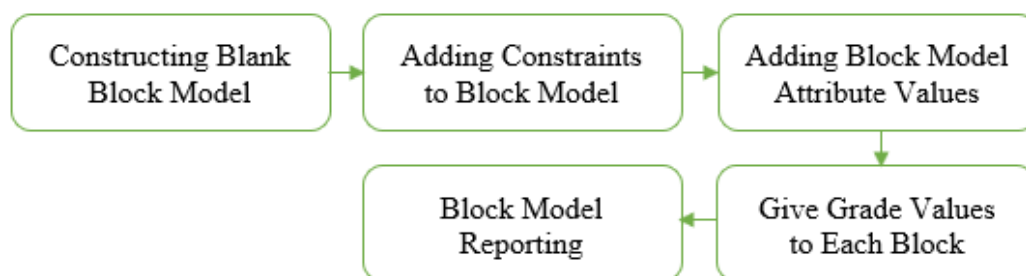 Constructing Blank
Block Model
Adding Constraints
to Block Model
Adding Block Model
Attribute Values
Give Grade Values
to Each Block
Block Model
Reporting